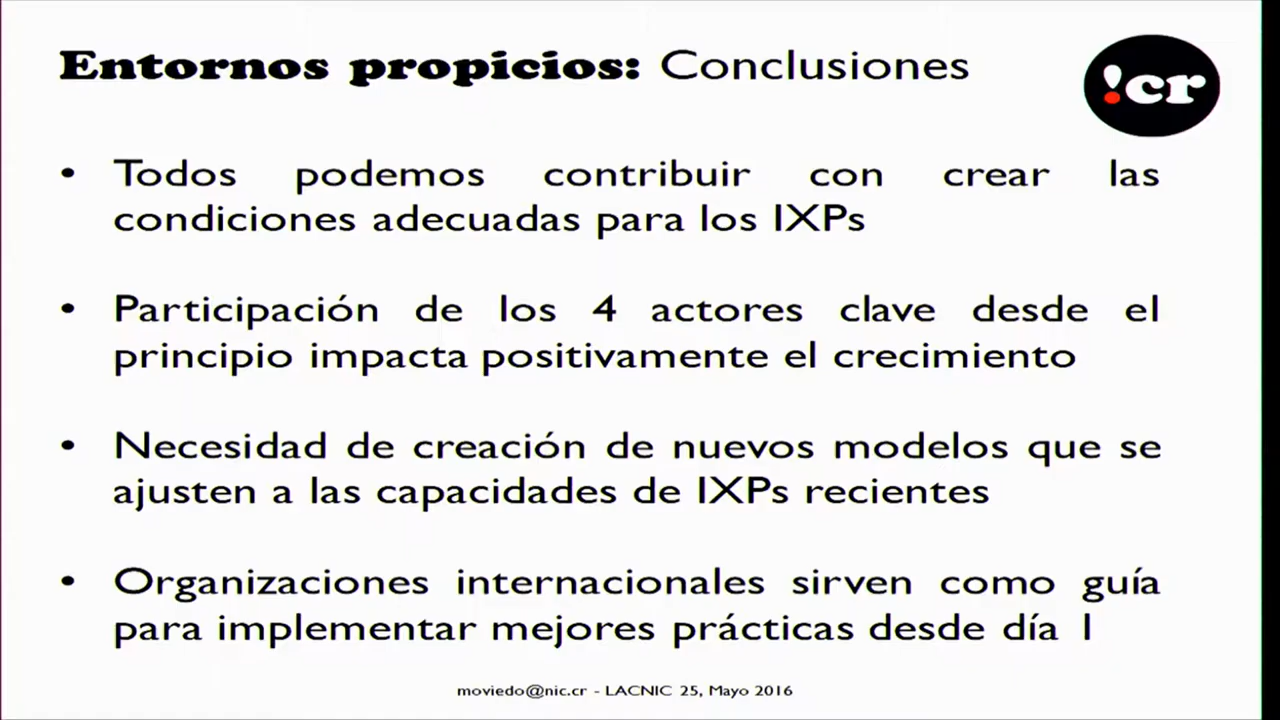 Entornos propicios: Conclusiones
!cr
• Todos podemos contribuir con crear las
condiciones adecuadas para los IXPs
• Participación de los 4 actores clave desde el
principio impacta positivamente el crecimiento
• Necesidad de creación de nuevos modelos que se
ajusten a las capacidades de IXPs recientes
• Organizaciones internacionales sirven como guía
para implementar mejores prácticas desde día 1
moviedo@nic.cr - LACNIC 25, Mayo 2016